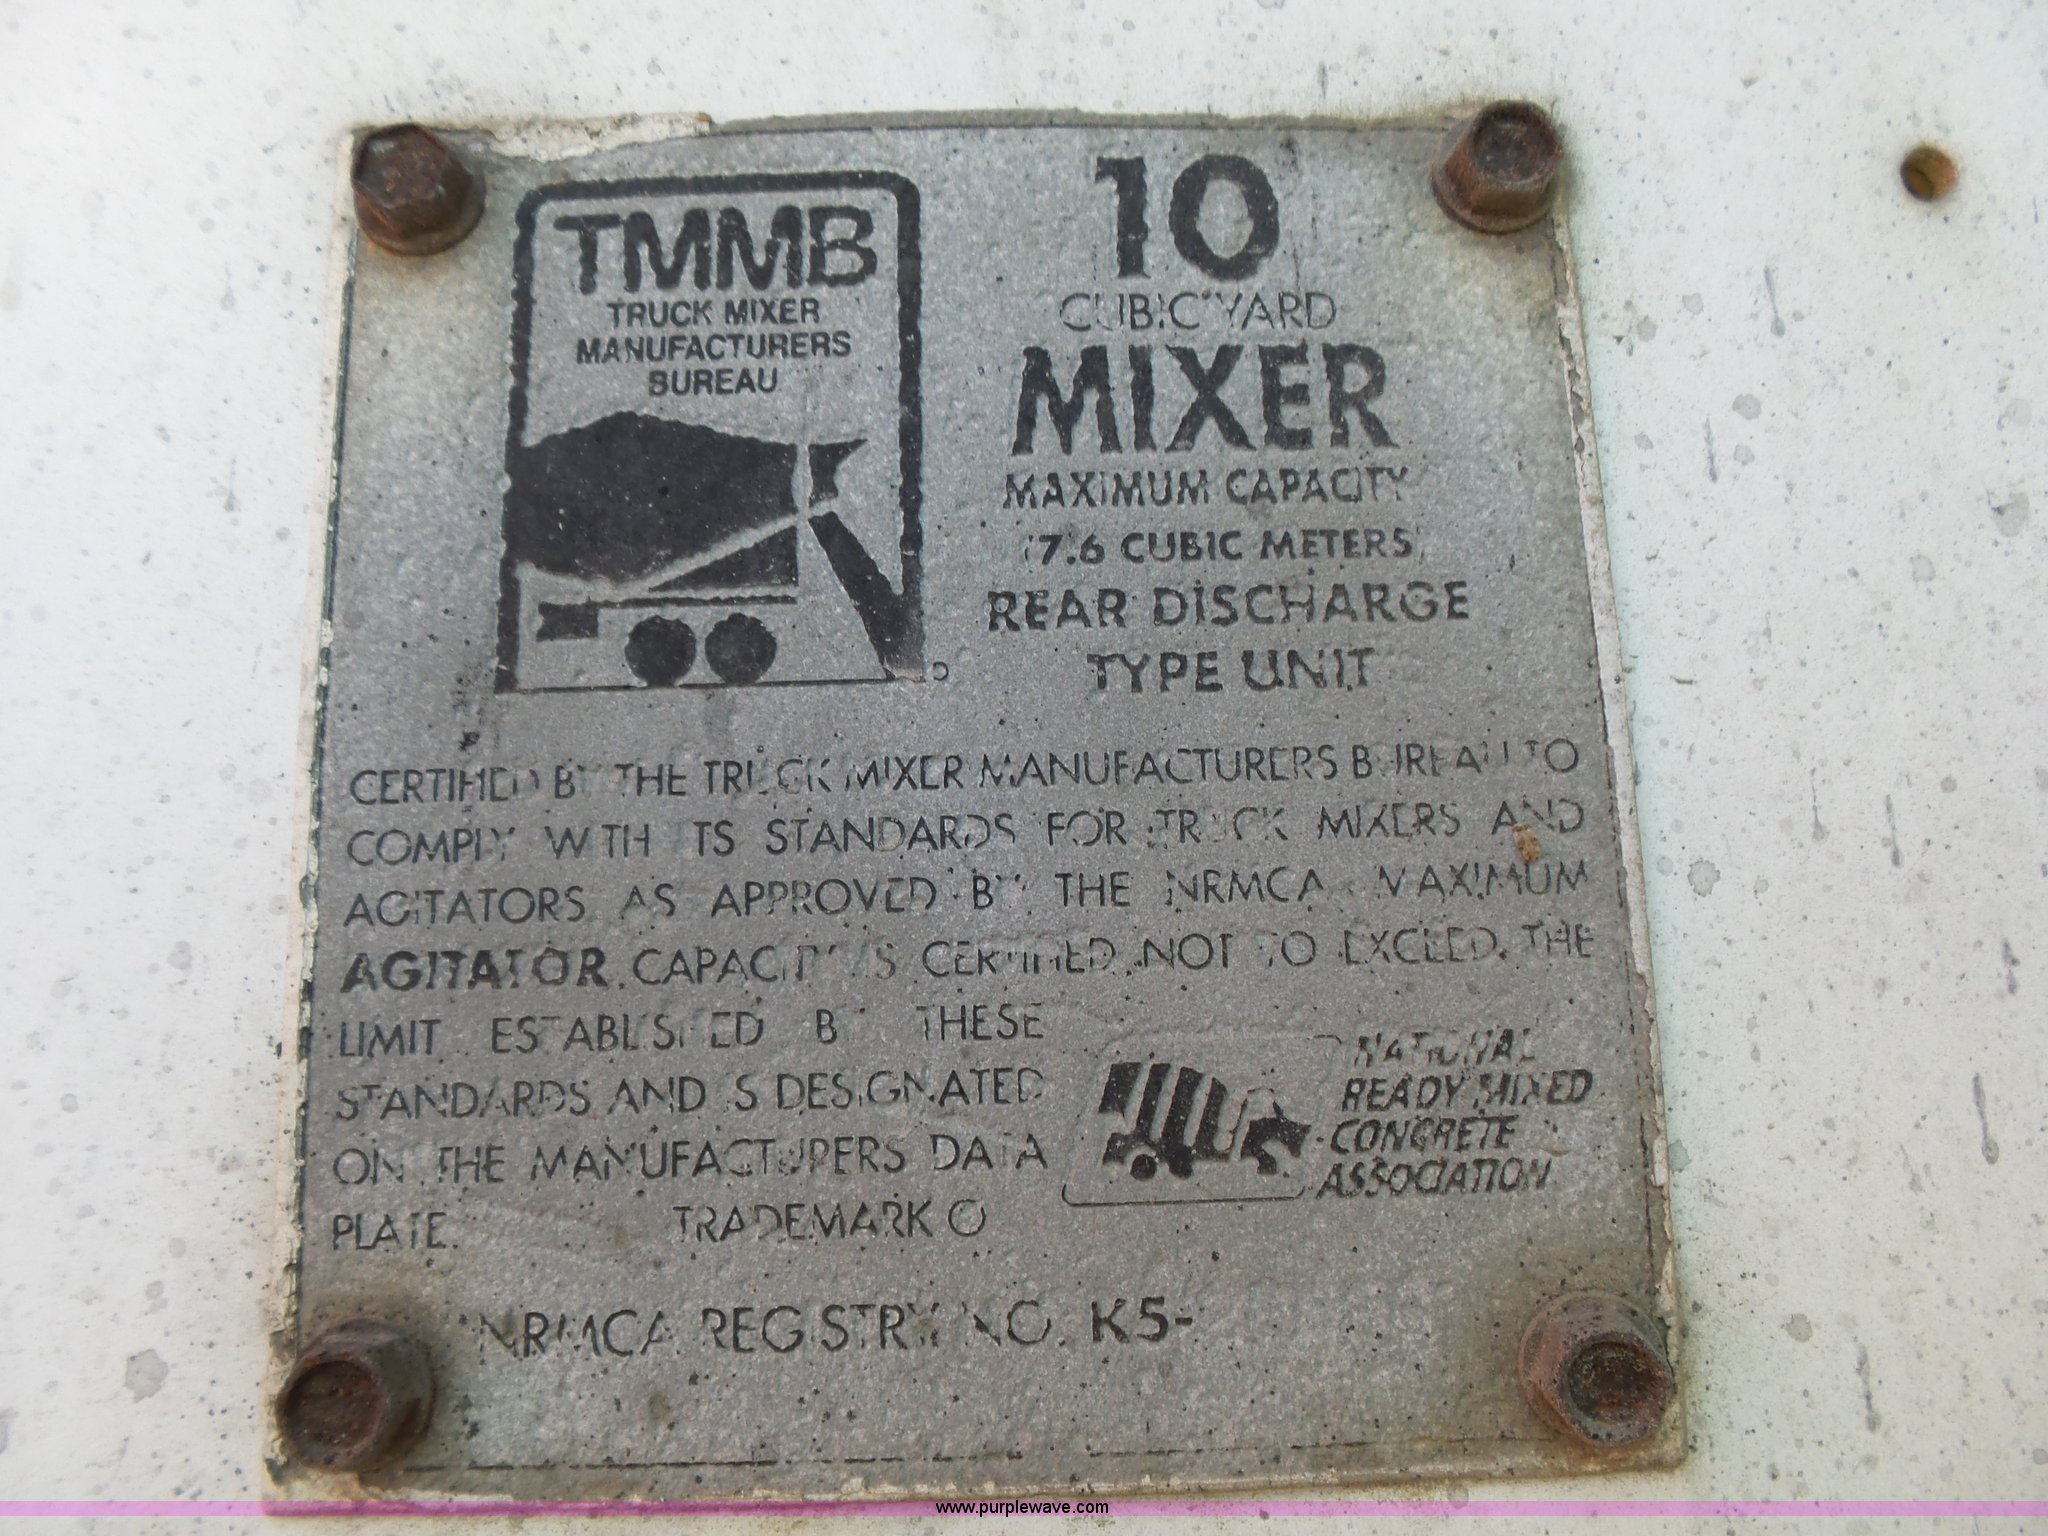 TMMB
TRUCK MIXER
MANUFACTURERS
BUREAU
10
CUBIC YARD
MIXER
MAXIMUM CAPACITY
7.6 CUBIC METERS
REAR DISCHARGE
TYPE UNIT
CERTIFIED BY THE TRUCK MIXER MANUFACTURERS BUREAU TO
COMPLY WITH ITS STANDARDS FOR TRUCK MIXERS AND
AGITATORS AS APPROVED BY THE NRMCA. MAXIMUM
AGITATOR CAPACITY IS CERTIFIED NOT TO EXCEED THE
LIMIT ESTABLISHED BY THESE
STANDARDS AND IS DESIGNATED
ON THE MANUFACTURERS DATA
PLATE. TRADEMARK
NATIONAL
READY MIXED
CONCRETE
ASSOCIATION
NRMCA REGISTRY NO. K5-
www.purplewave.com